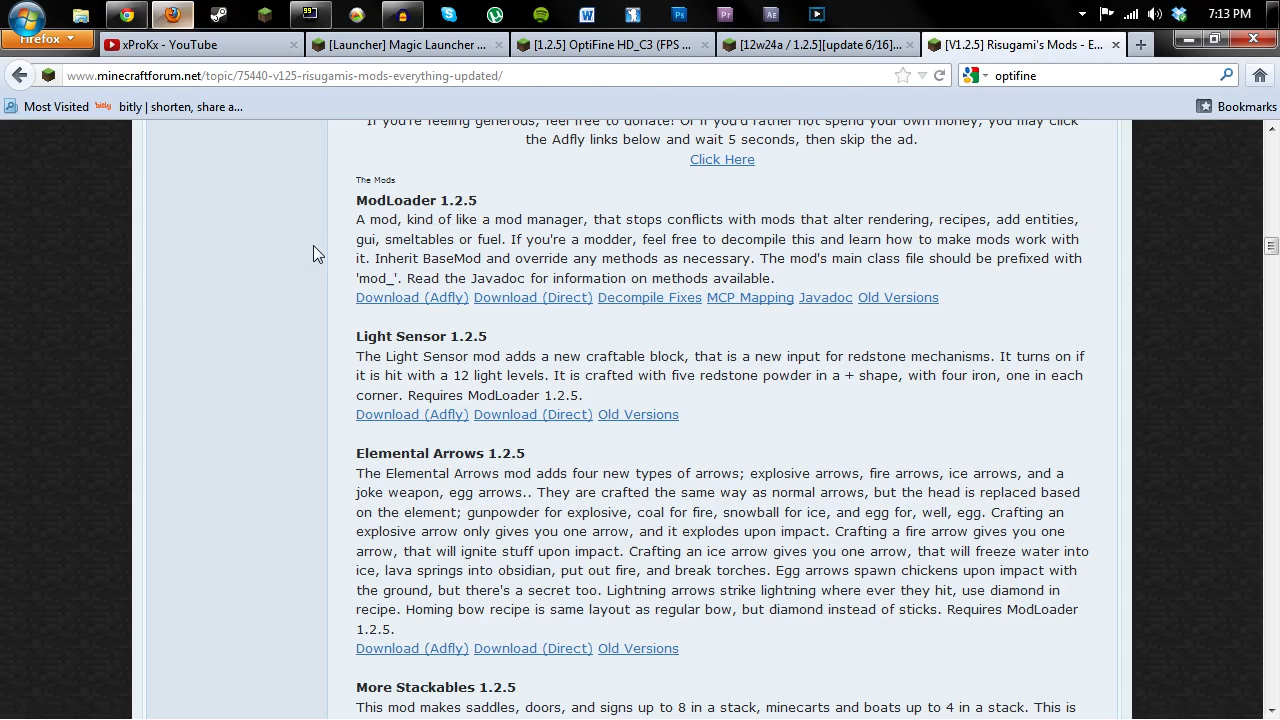 7:13 PM
Firefox
xProKx - YouTube
[Launcher] Magic Launcher ...
[1.2.5] OptiFine HD_C3 (FPS ...
[12w24a / 1.2.5][update 6/16]...
[V1.2.5] Risugami's Mods - E...
www.minecraftforum.net/topic/75440-v125-risugamis-mods-everything-updated/
optifine
Most Visited
bitly | shorten, share a...
Bookmarks
If you're feeling generous, feel free to donate! Or if you'd rather not spend your own money, you may click
the Adfly links below and wait 5 seconds, then skip the ad.
Click Here
The Mods
ModLoader 1.2.5
A mod, kind of like a mod manager, that stops conflicts with mods that alter rendering, recipes, add entities,
gui, smeltables or fuel. If you're a modder, feel free to decompile this and learn how to make mods work with
it. Inherit BaseMod and override any methods as necessary. The mod's main class file should be prefixed with
'mod_'. Read the Javadoc for information on methods available.
Download (Adfly) Download (Direct) Decompile Fixes MCP Mapping Javadoc Old Versions
Light Sensor 1.2.5
The Light Sensor mod adds a new craftable block, that is a new input for redstone mechanisms. It turns on if
it is hit with a 12 light levels. It is crafted with five redstone powder in a + shape, with four iron, one in each
corner. Requires ModLoader 1.2.5.
Download (Adfly) Download (Direct) Old Versions
Elemental Arrows 1.2.5
The Elemental Arrows mod adds four new types of arrows; explosive arrows, fire arrows, ice arrows, and a
joke weapon, egg arrows.. They are crafted the same way as normal arrows, but the head is replaced based
on the element; gunpowder for explosive, coal for fire, snowball for ice, and egg for, well, egg. Crafting an
explosive arrow only gives you one arrow, and it explodes upon impact. Crafting a fire arrow gives you one
arrow, that will ignite stuff upon impact. Crafting an ice arrow gives you one arrow, that will freeze water into
ice, lava springs into obsidian, put out fire, and break torches. Egg arrows spawn chickens upon impact with
the ground, but there's a secret too. Lightning arrows strike lightning where ever they hit, use diamond in
recipe. Homing bow recipe is same layout as regular bow, but diamond instead of sticks. Requires ModLoader
1.2.5.
Download (Adfly) Download (Direct) Old Versions
More Stackables 1.2.5
This mod makes saddles, doors, and signs up to 8 in a stack, minecarts and boats up to 4 in a stack. This is